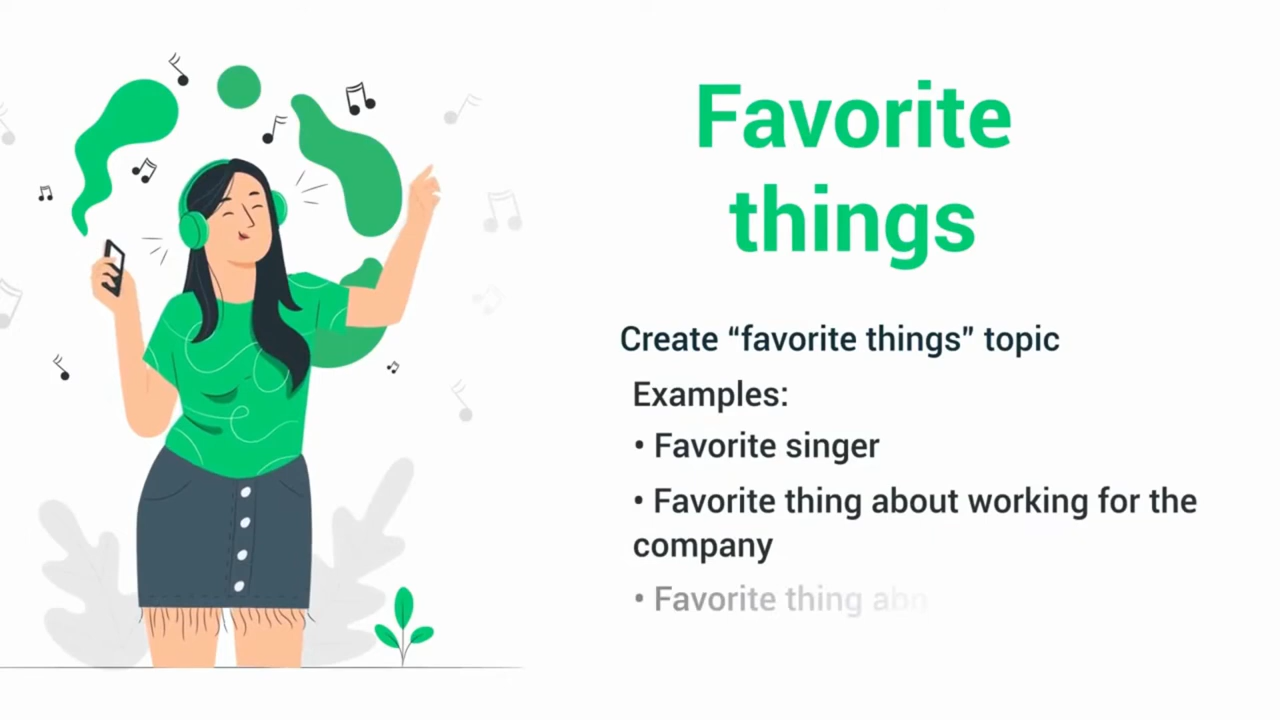 Favorite
things
Create “favorite things” topic
Examples:
• Favorite singer
• Favorite thing about working for the
company
• Favorite thing